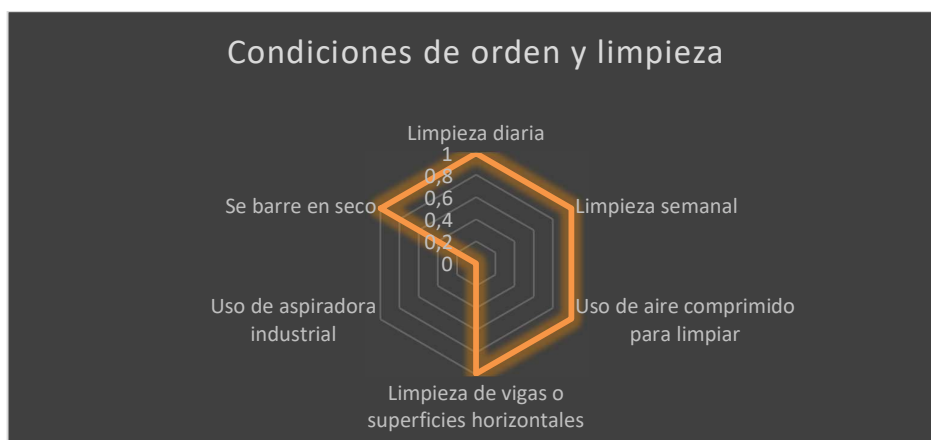 Condiciones de orden y limpieza
Limpieza diaria
1
0,8
0,6
0,4
0,2
0
Limpieza semanal
Uso de aire comprimido
para limpiar
Limpieza de vigas o
superficies horizontales
Uso de aspiradora
industrial
Se barre en seco